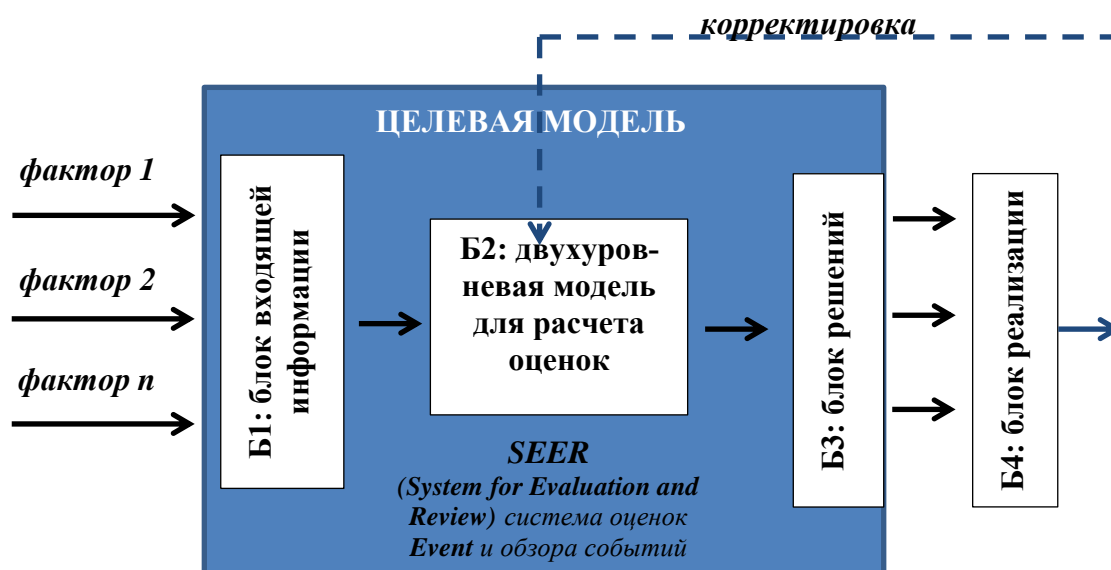 корректировка
ЦЕЛЕВАЯ МОДЕЛЬ
фактор 1
фактор 2
фактор n
Б1: блок входящей
информации
Б2: двухуров-
невая модель
для расчета
оценок
Б3: блок решений
Б4: блок реализации
SEER
(System for Evaluation and
Review) система оценок
Event и обзора событий